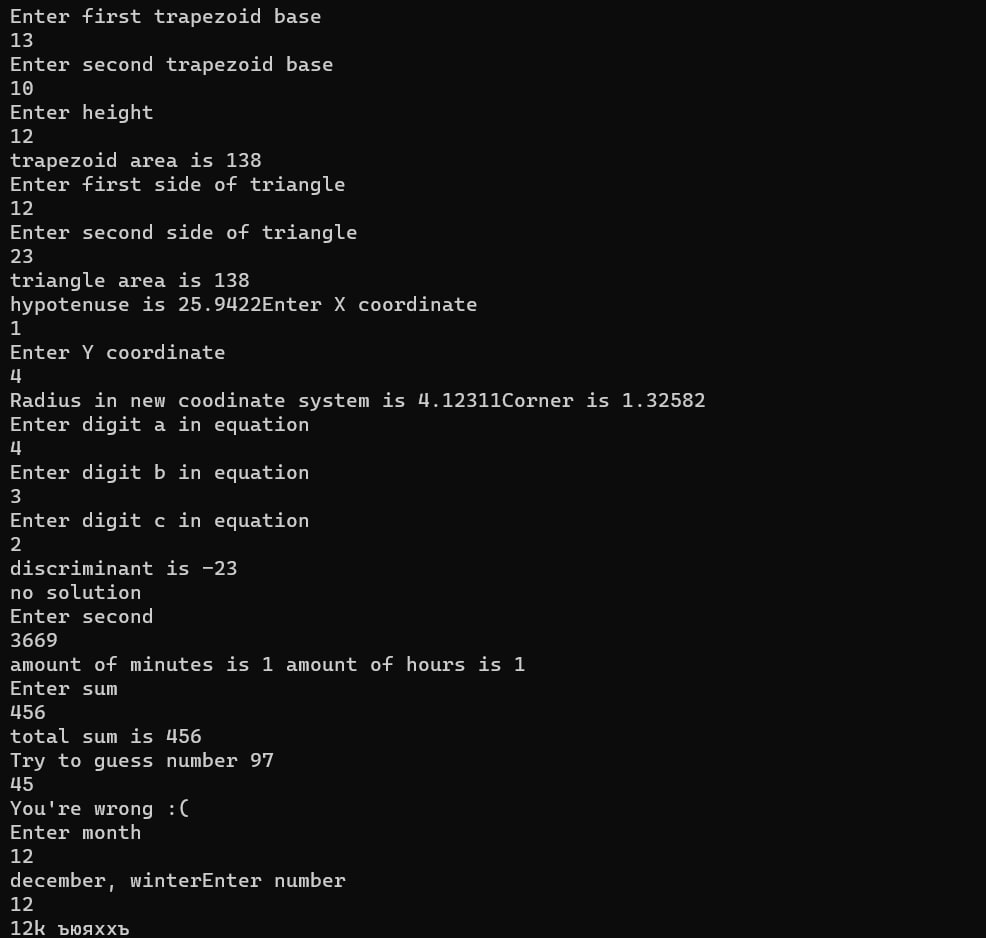 Enter first trapezoid base
13
Enter second trapezoid base
10
Enter height
12
trapezoid area is 138
Enter first side of triangle
12
Enter second side of triangle
23
triangle area is 138
hypotenuse is 25.9422Enter X coordinate
1
Enter Y coordinate
4
Radius in new coodinate system is 4.12311Corner is 1.32582
Enter digit a in equation
4
Enter digit b in equation
3
Enter digit c in equation
2
discriminant is -23
no solution
Enter second
3669
amount of minutes is 1 amount of hours is 1
Enter sum
456
total sum is 456
Try to guess number 97
45
You're wrong :(
Enter month
12
december, winterEnter number
12
12k ъюяххъ